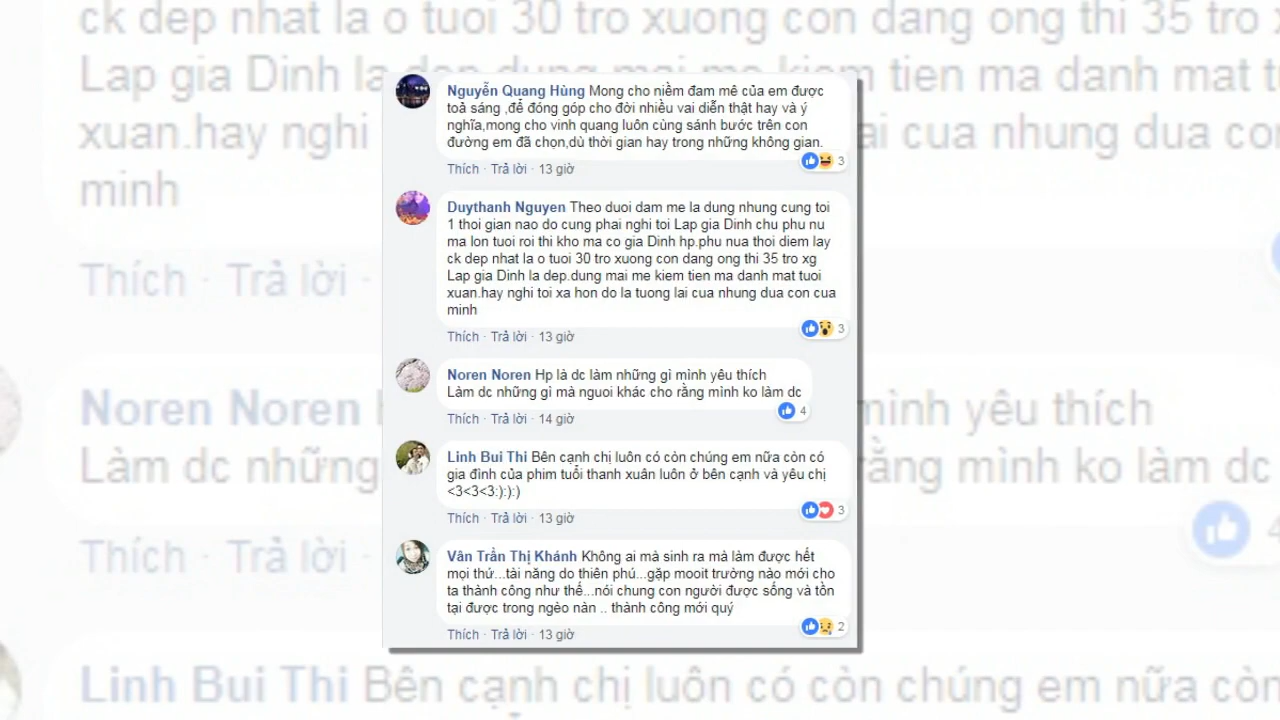 ck dep nhat la o tuoi 30 tro xuong con dang ong thi 35 tro x
Lap gia Dinh la dep.dung mai me kiem tien ma danh mat tu
xuan.hay nghi
ai cua nhung dua con
minh
Thích · Trả lời ·
Nguyễn Quang Hùng Mong cho niềm đam mê của em được
toả sáng ,để đóng góp cho đời nhiều vai diễn thật hay và ý
nghĩa,mong cho vinh quang luôn cùng sánh bước trên con
đường em đã chọn,dù thời gian hay trong những không gian.
3
Thích · Trả lời · 13 giờ
Duythanh Nguyen Theo duoi dam me la dung nhung cung toi
1 thoi gian nao do cung phai nghi toi Lap gia Dinh chu phu nu
ma lon tuoi roi thi kho ma co gia Dinh hp.phu nua thoi diem lay
ck dep nhat la o tuoi 30 tro xuong con dang ong thi 35 tro xg
Lap gia Dinh la dep.dung mai me kiem tien ma danh mat tuoi
xuan.hay nghi toi xa hon do la tuong lai cua nhung dua con cua
minh
3
Thích · Trả lời · 13 giờ
Noren Noren Hp là dc làm những gì mình yêu thích
Làm dc những gì mà nguoi khác cho rằng mình ko làm dc
4
Thích · Trả lời · 14 giờ
Linh Bui Thi Bên cạnh chị luôn có còn chúng em nữa còn có
gia đình của phim tuổi thanh xuân luôn ở bên cạnh và yêu chị
<3<3<3:):):)
3
Thích · Trả lời · 13 giờ
Vân Trần Thị Khánh Không ai mà sinh ra mà làm được hết
mọi thứ...tài năng do thiên phú...gặp mooit trường nào mới cho
ta thành công như thế...nói chung con người được sống và tồn
tại được trong ngèo nàn .. thành công mới quý
2
Thích · Trả lời · 13 giờ
Noren Noren
mình yêu thích
Làm dc những
rằng mình ko làm dc
4
Thích · Trả lời ·
Linh Bui Thi Bên cạnh chị luôn có còn chúng em nữa còn